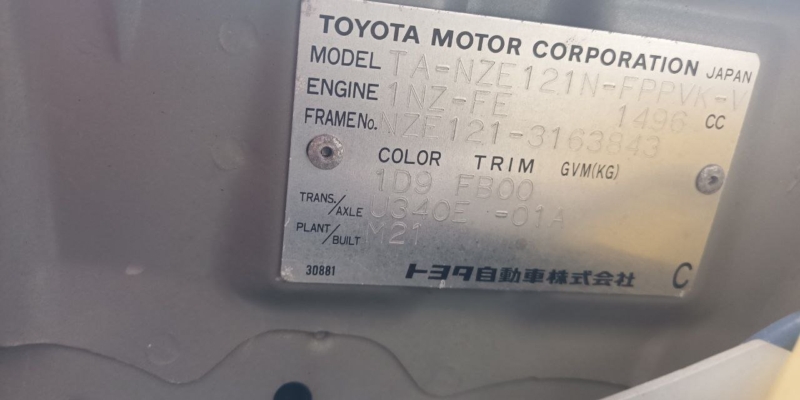 TOYOTA MOTOR CORPORATION JAPAN
MODEL TA-NZE121N-FPPVK-V
ENGINE 1NZ-FE 1496 CC
FRAME No. NZE121-3163843
COLOR TRIM GVM(KG)
1D9 FB00
TRANS./AXLE U340E -01A
PLANT/BUILT M21
30881 トヨタ自動車株式会社 C